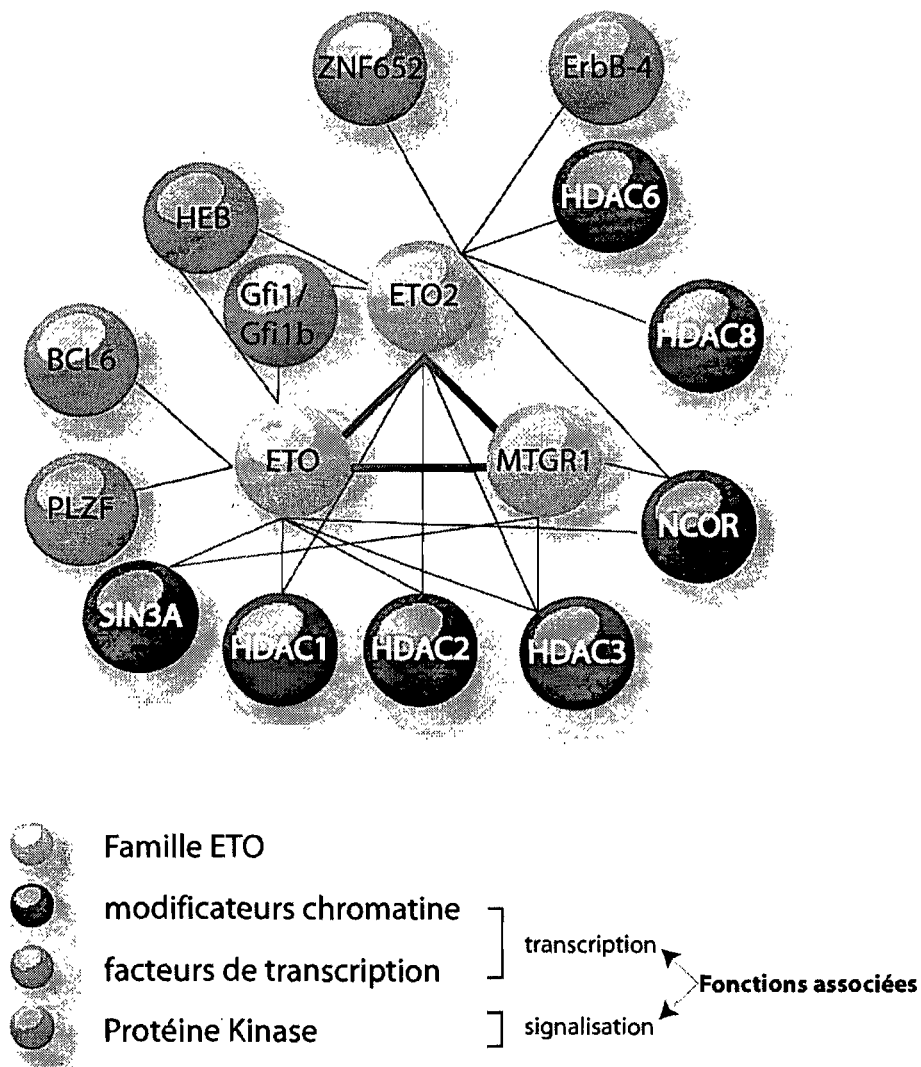 ZNF652
ErbB-4
HDAC6
HEB
Gfi1/
Gfi1b
ETO2
HDAC8
BCL6
ETO
MTGR1
PLZF
NCOR
SIN3A
HDAC1
HDAC2
HDAC3
Famille ETO
modificateurs chromatine
transcription
facteurs de transcription
Fonctions associées
Protéine Kinase
signalisation